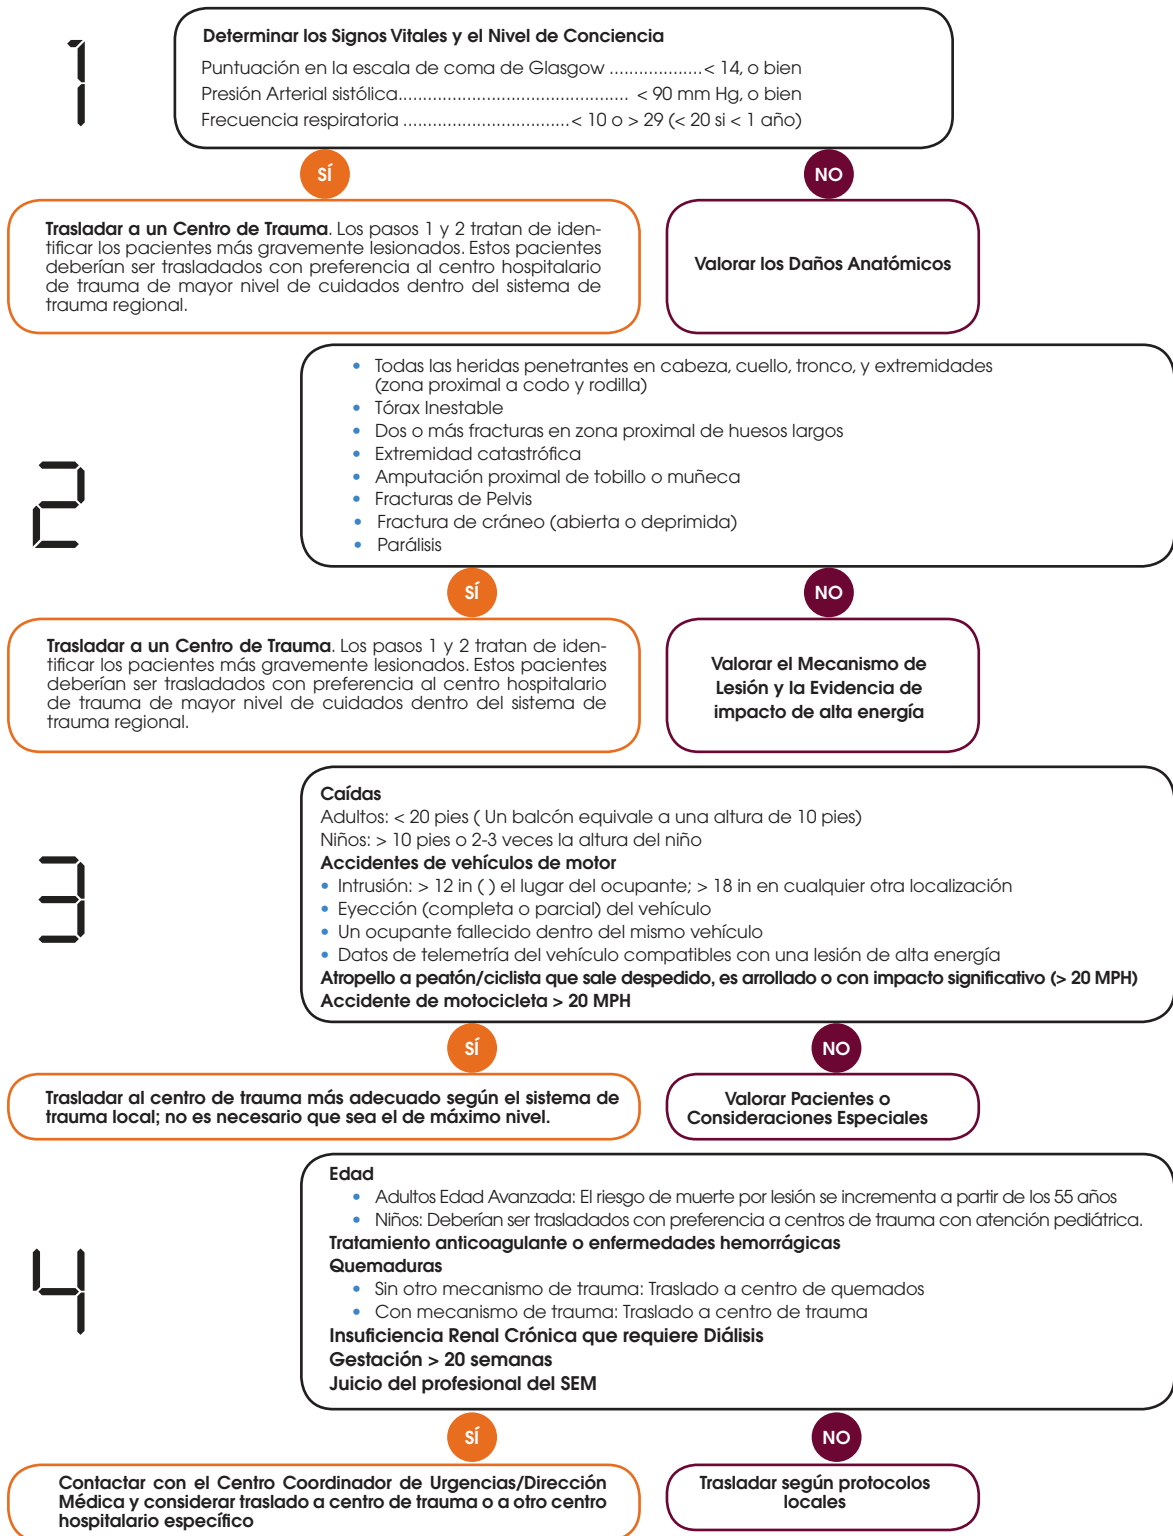 1
Determinar los Signos Vitales y el Nivel de Conciencia
Puntuación en la escala de coma de Glasgow ...................< 14, o bien
Presión Arterial sistólica.............................................. < 90 mm Hg, o bien
Frecuencia respiratoria ..................................< 10 o > 29 (< 20 si < 1 año)
SÍ
NO
Trasladar a un Centro de Trauma. Los pasos 1 y 2 tratan de iden-
tificar los pacientes más gravemente lesionados. Estos pacientes
deberían ser trasladados con preferencia al centro hospitalario
de trauma de mayor nivel de cuidados dentro del sistema de
trauma regional.
Valorar los Daños Anatómicos
2
• Todas las heridas penetrantes en cabeza, cuello, tronco, y extremidades
(zona proximal a codo y rodilla)
• Tórax Inestable
• Dos o más fracturas en zona proximal de huesos largos
• Extremidad catastrófica
• Amputación proximal de tobillo o muñeca
• Fracturas de Pelvis
• Fractura de cráneo (abierta o deprimida)
• Parálisis
SÍ
NO
Trasladar a un Centro de Trauma. Los pasos 1 y 2 tratan de iden-
tificar los pacientes más gravemente lesionados. Estos pacientes
deberían ser trasladados con preferencia al centro hospitalario
de trauma de mayor nivel de cuidados dentro del sistema de
trauma regional.
Valorar el Mecanismo de
Lesión y la Evidencia de
impacto de alta energía
3
Caídas
Adultos: < 20 pies ( Un balcón equivale a una altura de 10 pies)
Niños: > 10 pies o 2-3 veces la altura del niño
Accidentes de vehículos de motor
• Intrusión: > 12 in ( ) el lugar del ocupante; > 18 in en cualquier otra localización
• Eyección (completa o parcial) del vehículo
• Un ocupante fallecido dentro del mismo vehículo
• Datos de telemetría del vehículo compatibles con una lesión de alta energía
Atropello a peatón/ciclista que sale despedido, es arrollado o con impacto significativo (> 20 MPH)
Accidente de motocicleta > 20 MPH
SÍ
NO
Trasladar al centro de trauma más adecuado según el sistema de
trauma local; no es necesario que sea el de máximo nivel.
Valorar Pacientes o
Consideraciones Especiales
4
Edad
• Adultos Edad Avanzada: El riesgo de muerte por lesión se incrementa a partir de los 55 años
• Niños: Deberían ser trasladados con preferencia a centros de trauma con atención pediátrica.
Tratamiento anticoagulante o enfermedades hemorrágicas
Quemaduras
• Sin otro mecanismo de trauma: Traslado a centro de quemados
• Con mecanismo de trauma: Traslado a centro de trauma
Insuficiencia Renal Crónica que requiere Diálisis
Gestación > 20 semanas
Juicio del profesional del SEM
SÍ
NO
Contactar con el Centro Coordinador de Urgencias/Dirección
Médica y considerar traslado a centro de trauma o a otro centro
hospitalario específico
Trasladar según protocolos
locales